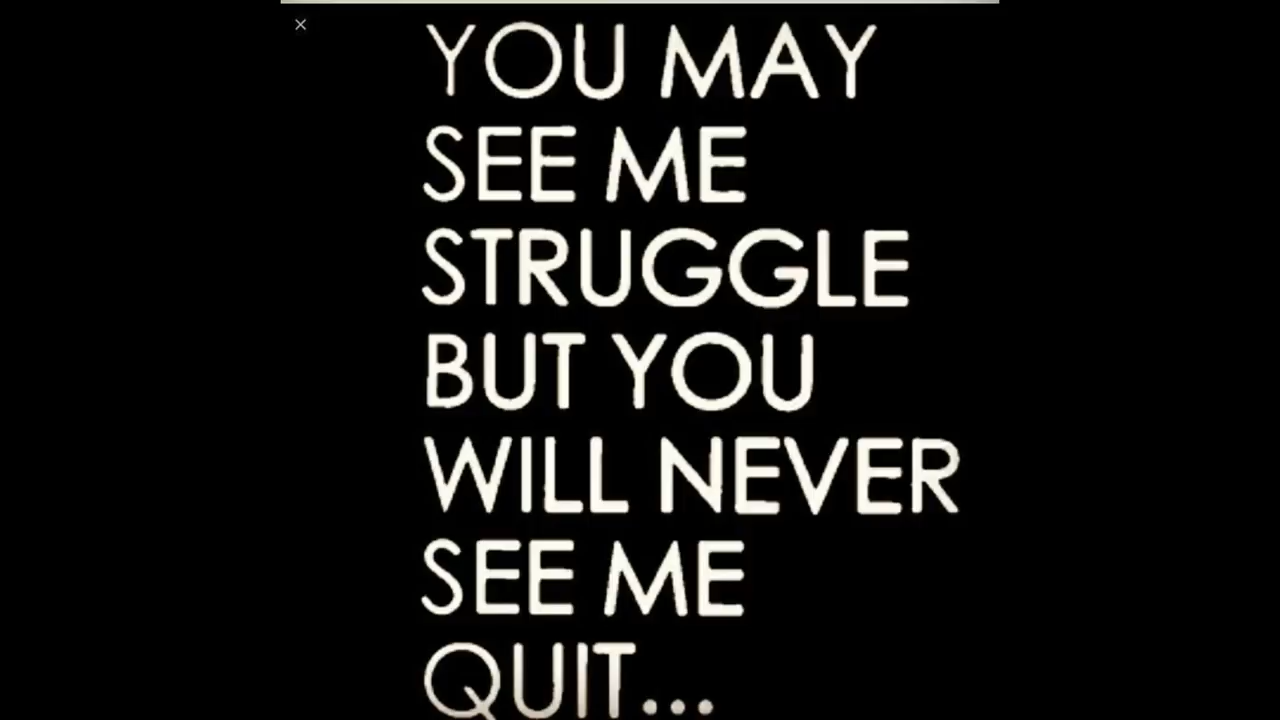 YOU MAY
SEE ME
STRUGGLE
BUT YOU
WILL NEVER
SEE ME
QUIT...